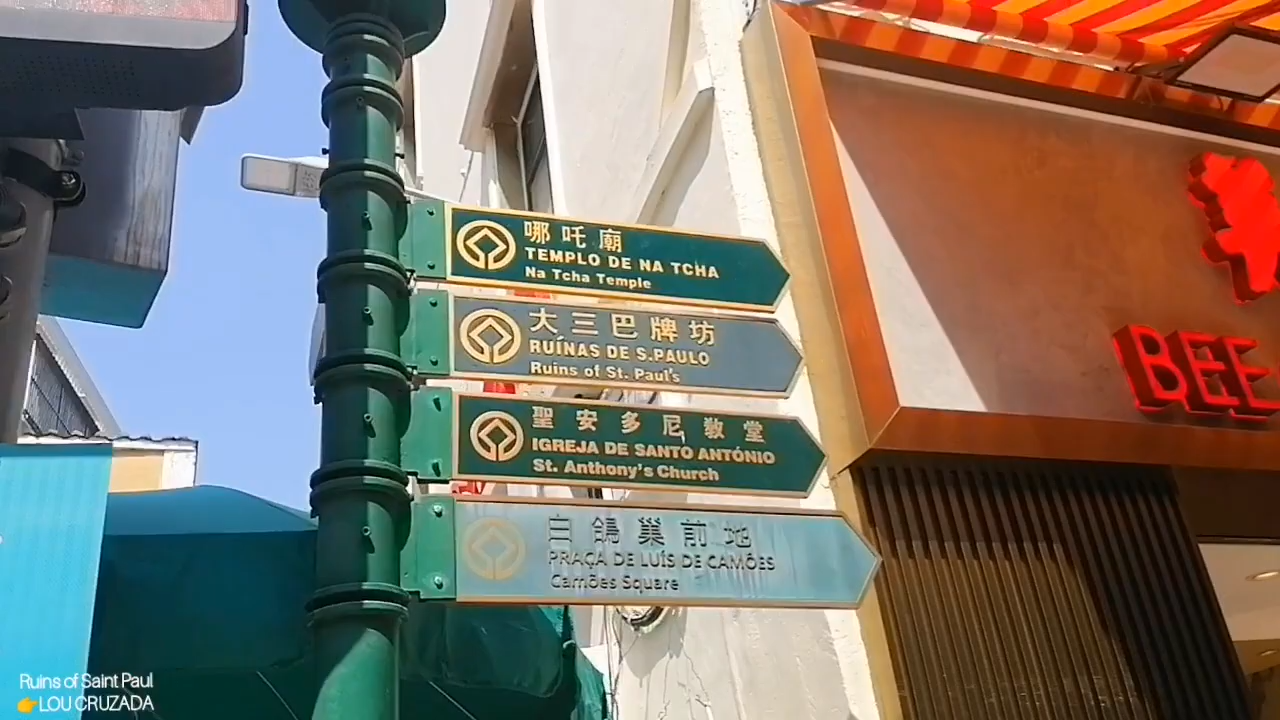 哪吒廟
TEMPLO DE NA TCHA
Na Tcha Temple
大三巴牌坊
RUÍNAS DE S.PAULO
Ruins of St. Paul's
聖安多尼教堂
IGREJA DE SANTO ANTÓNIO
St. Anthony's Church
白鴿巢前地
PRAÇA DE LUÍS DE CAMÕES
Camões Square
BEE
Ruins of Saint Paul
👉LOU CRUZADA